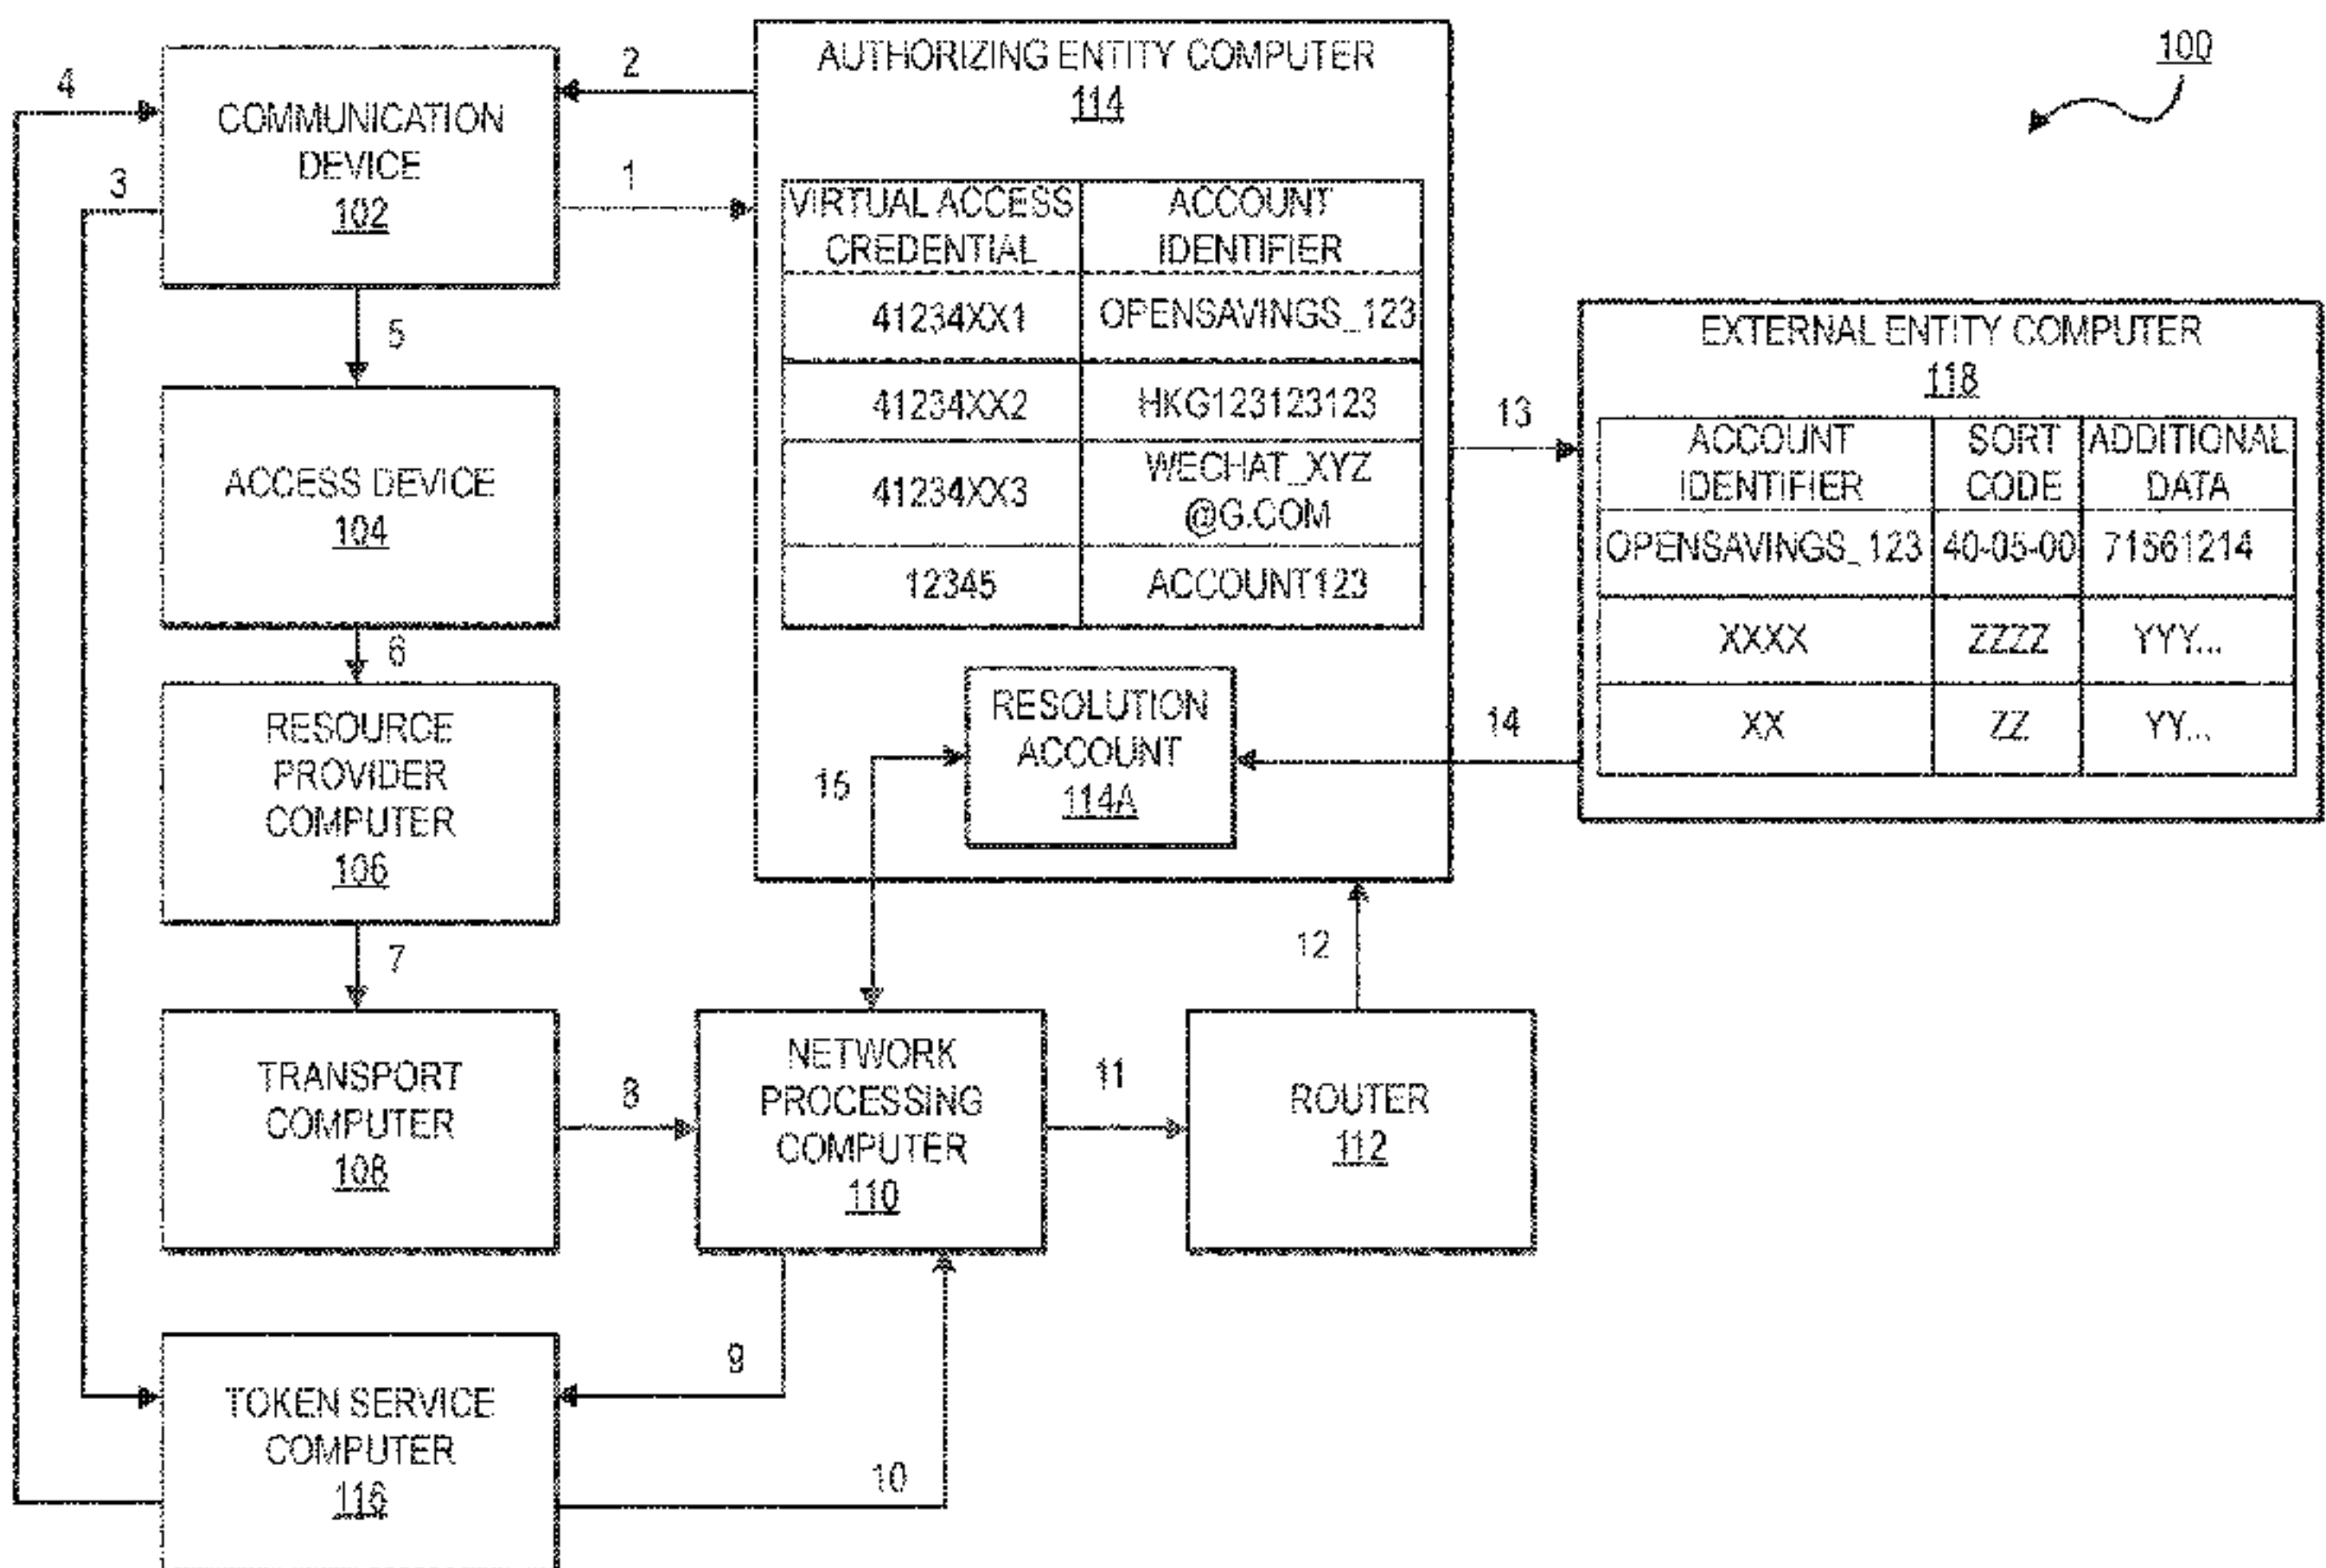 100
4
2
3
1
COMMUNICATION
DEVICE
102
5
ACCESS DEVICE
104
6
RESOURCE
PROVIDER
COMPUTER
106
7
TRANSPORT
COMPUTER
108
8
TOKEN SERVICE
COMPUTER
116
9
10
NETWORK
PROCESSING
COMPUTER
110
11
ROUTER
112
12
AUTHORIZING ENTITY COMPUTER
114
VIRTUAL ACCESS
CREDENTIAL
ACCOUNT
IDENTIFIER
41234XX1
OPENSAVINGS_123
41234XX2
HKG123123123
41234XX3
WECHAT_XYZ
@G.COM
12345
ACCOUNT123
RESOLUTION
ACCOUNT
114A
15
13
14
EXTERNAL ENTITY COMPUTER
118
ACCOUNT
IDENTIFIER
SORT
CODE
ADDITIONAL
DATA
OPENSAVINGS_123
40-05-00
71561214
XXXX
ZZZZ
YYY...
XX
ZZ
YY...